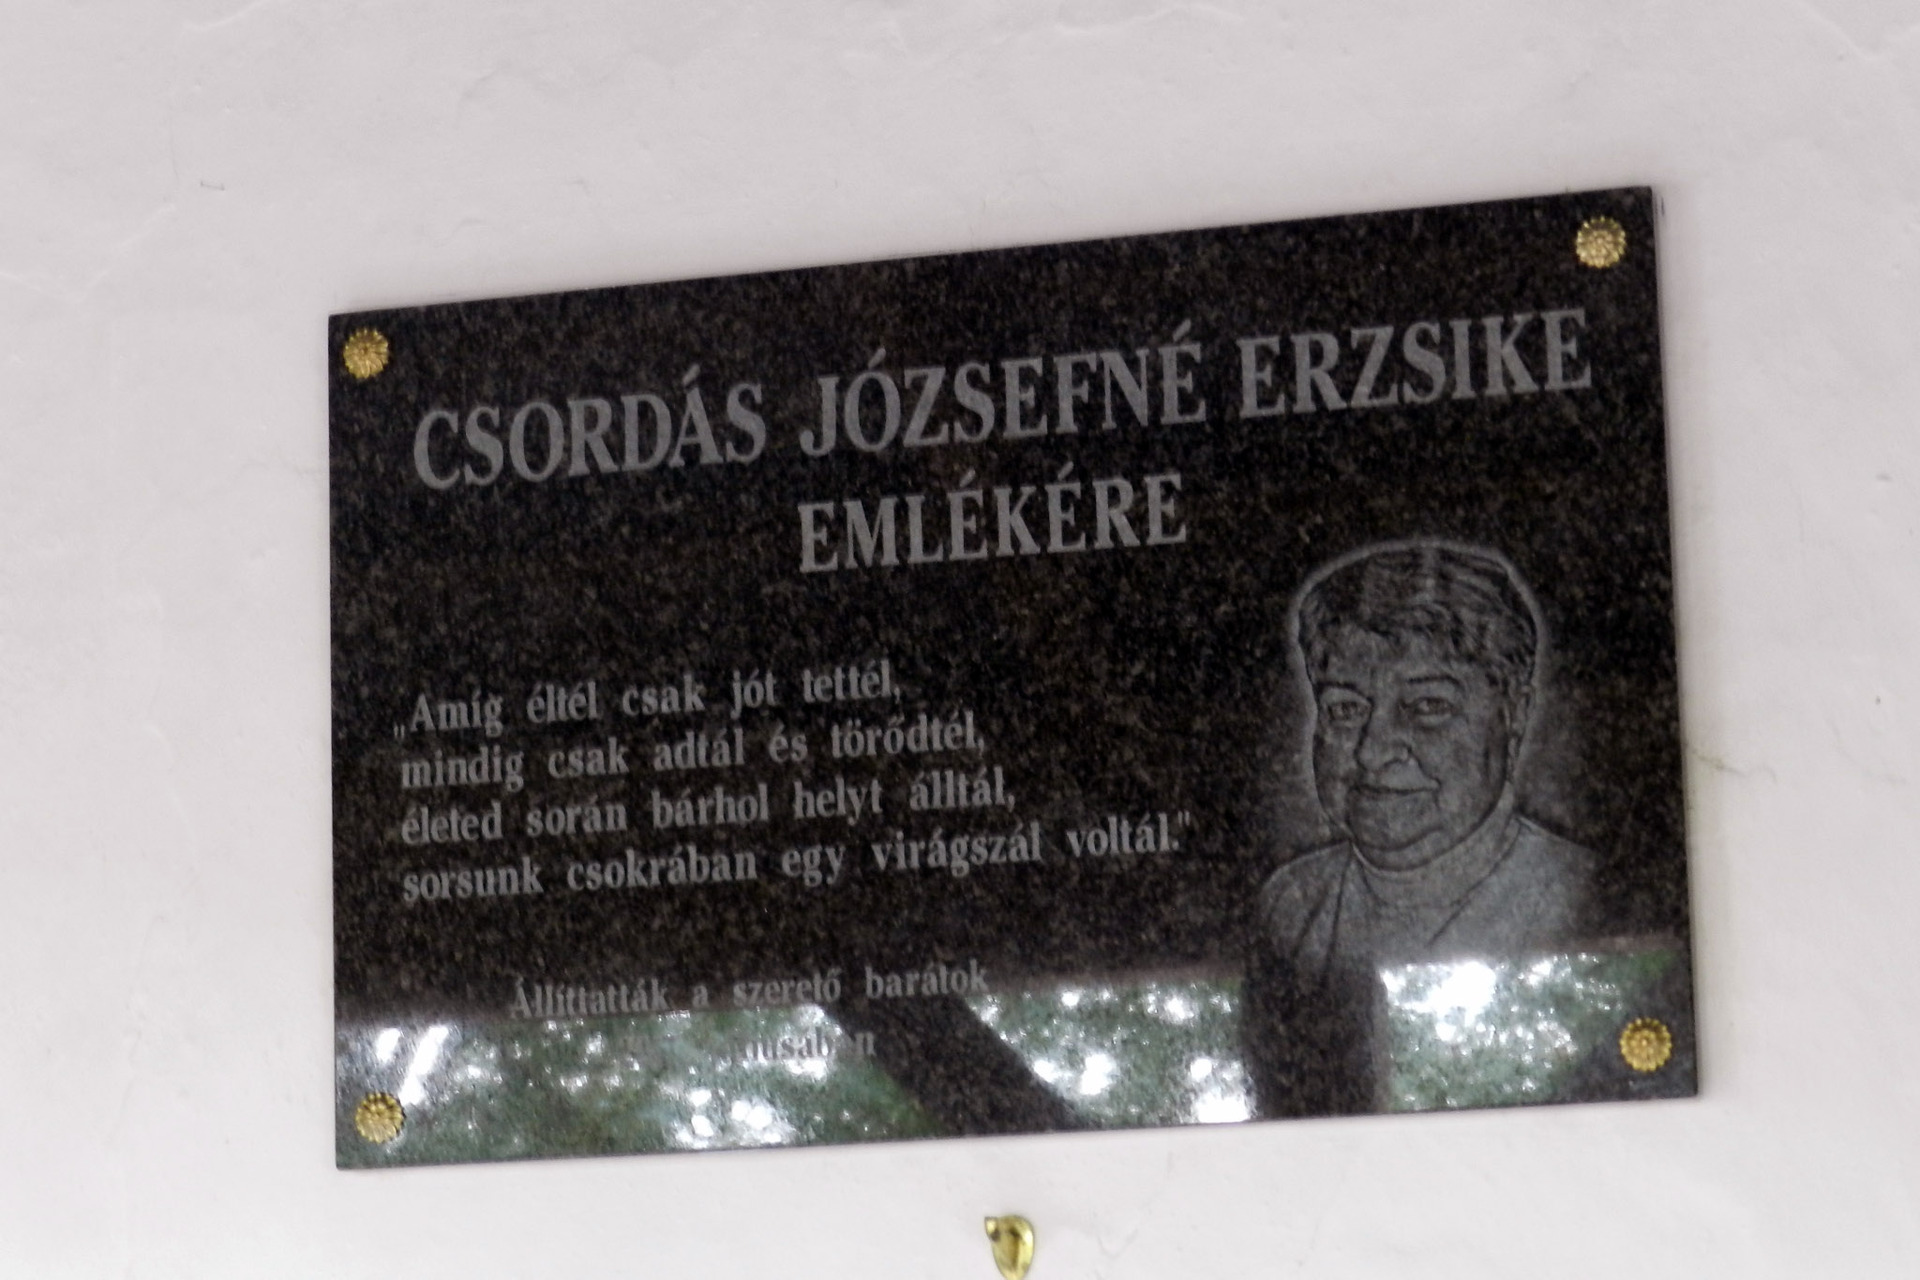 CSORDÁS JÓZSEFNÉ ERZSIKE
EMLÉKÉRE
„Amíg éltél csak jót tettél,
mindig csak adtál és törődtél,
életed során bárhol helyt álltál,
sorsunk csokrában egy virágszál voltál."
Állíttatták a szerető barátok